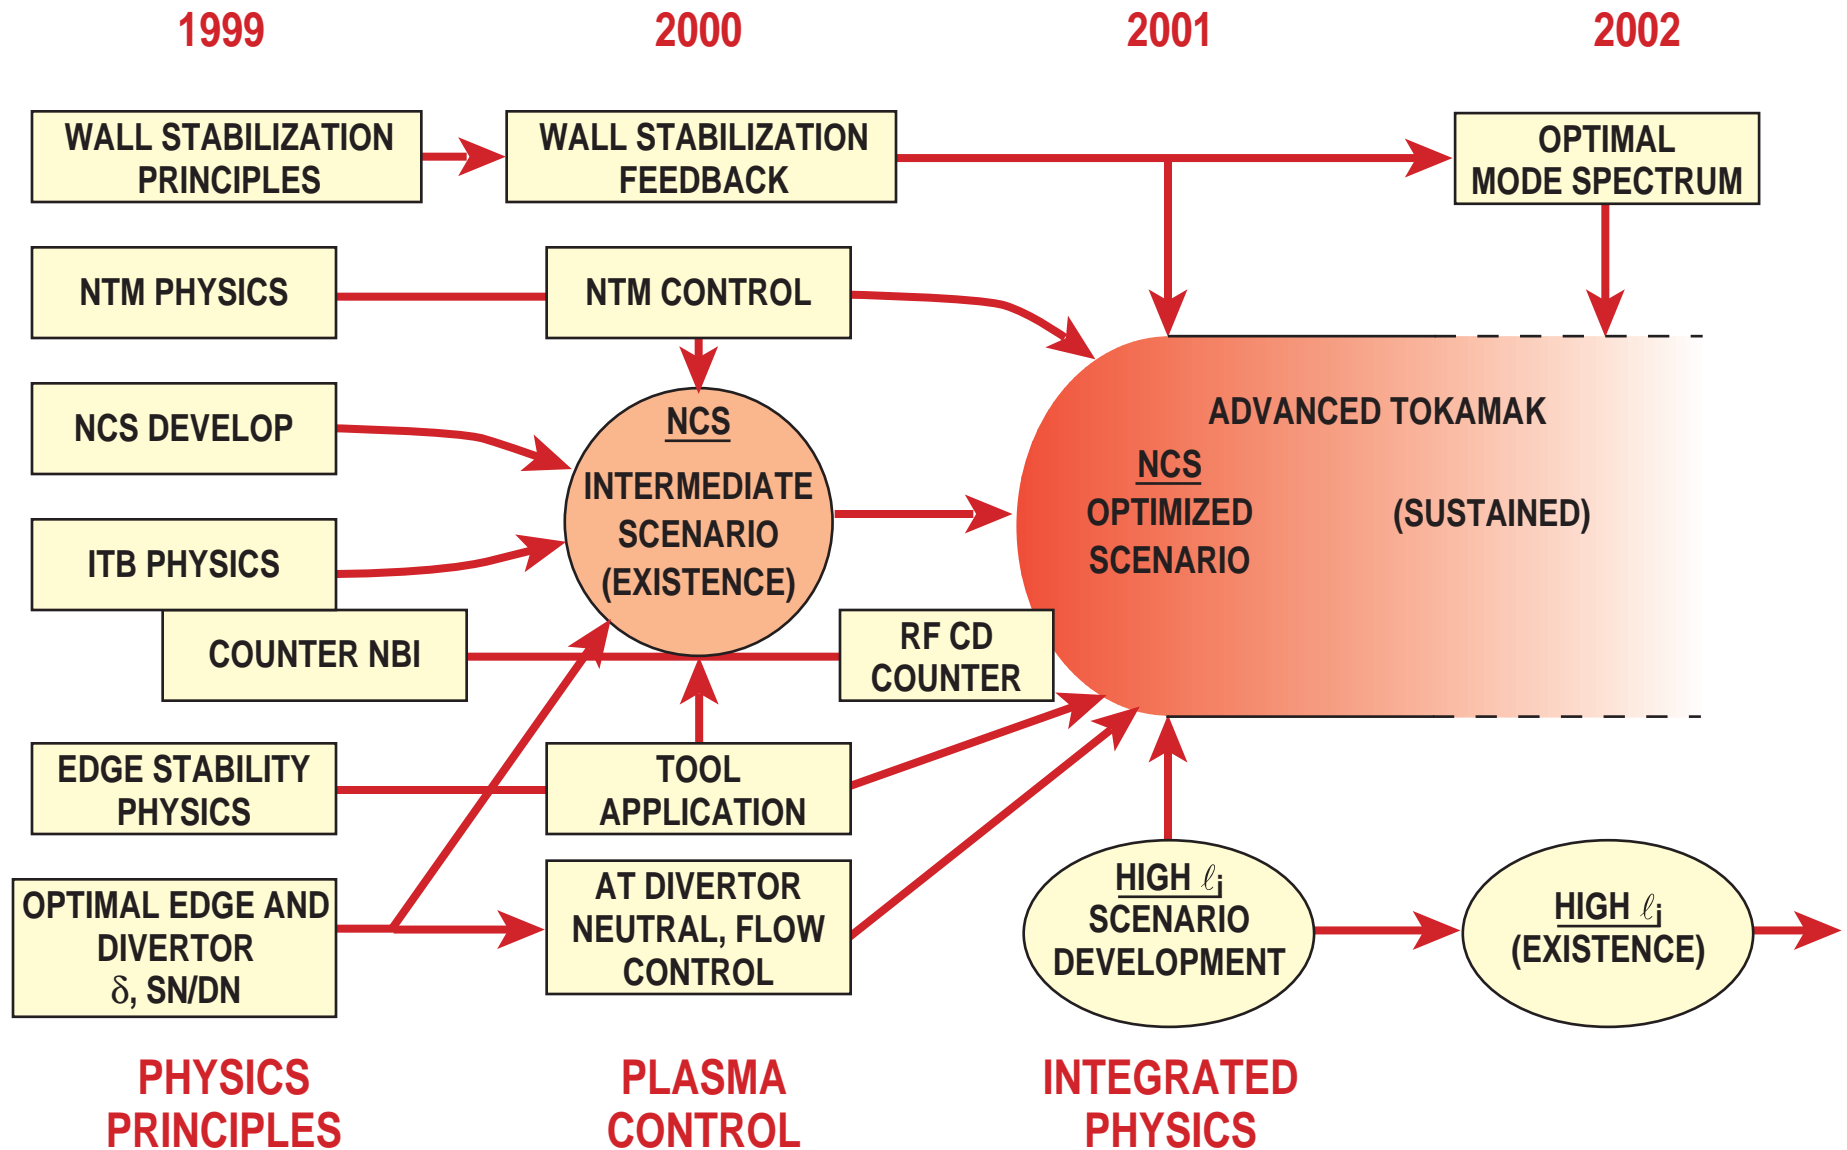 1999
2000
2001
2002
WALL STABILIZATION
PRINCIPLES
WALL STABILIZATION
FEEDBACK
OPTIMAL
MODE SPECTRUM
NTM PHYSICS
NTM CONTROL
NCS DEVELOP
NCS
INTERMEDIATE
SCENARIO
(EXISTENCE)
ADVANCED TOKAMAK
NCS
OPTIMIZED
SCENARIO
(SUSTAINED)
ITB PHYSICS
COUNTER NBI
RF CD
COUNTER
EDGE STABILITY
PHYSICS
TOOL
APPLICATION
OPTIMAL EDGE AND
DIVERTOR
δ, SN/DN
AT DIVERTOR
NEUTRAL, FLOW
CONTROL
HIGH ℓi
SCENARIO
DEVELOPMENT
HIGH ℓi
(EXISTENCE)
PHYSICS
PRINCIPLES
PLASMA
CONTROL
INTEGRATED
PHYSICS